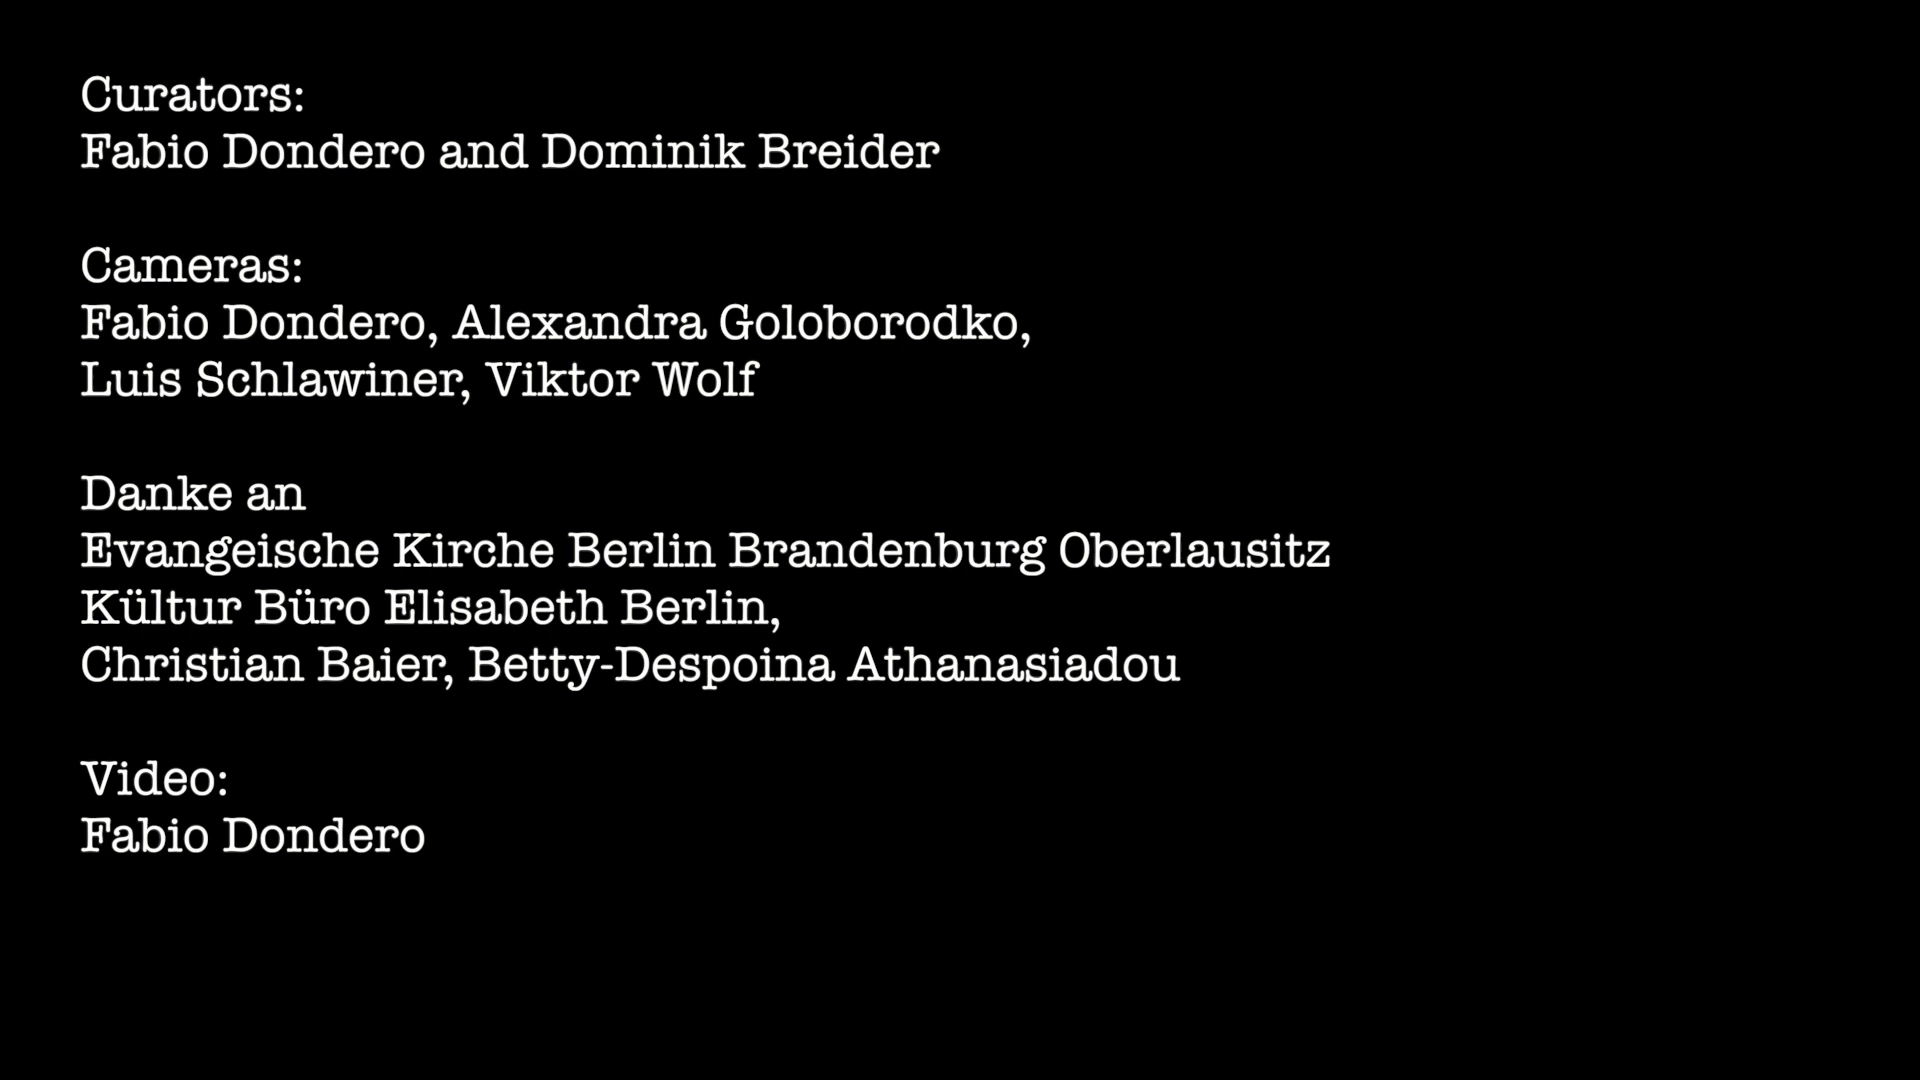 Curators:
Fabio Dondero and Dominik Breider
Cameras:
Fabio Dondero, Alexandra Goloborodko,
Luis Schlawiner, Viktor Wolf
Danke an
Evangeische Kirche Berlin Brandenburg Oberlausitz
Kültur Büro Elisabeth Berlin,
Christian Baier, Betty-Despoina Athanasiadou
Video:
Fabio Dondero